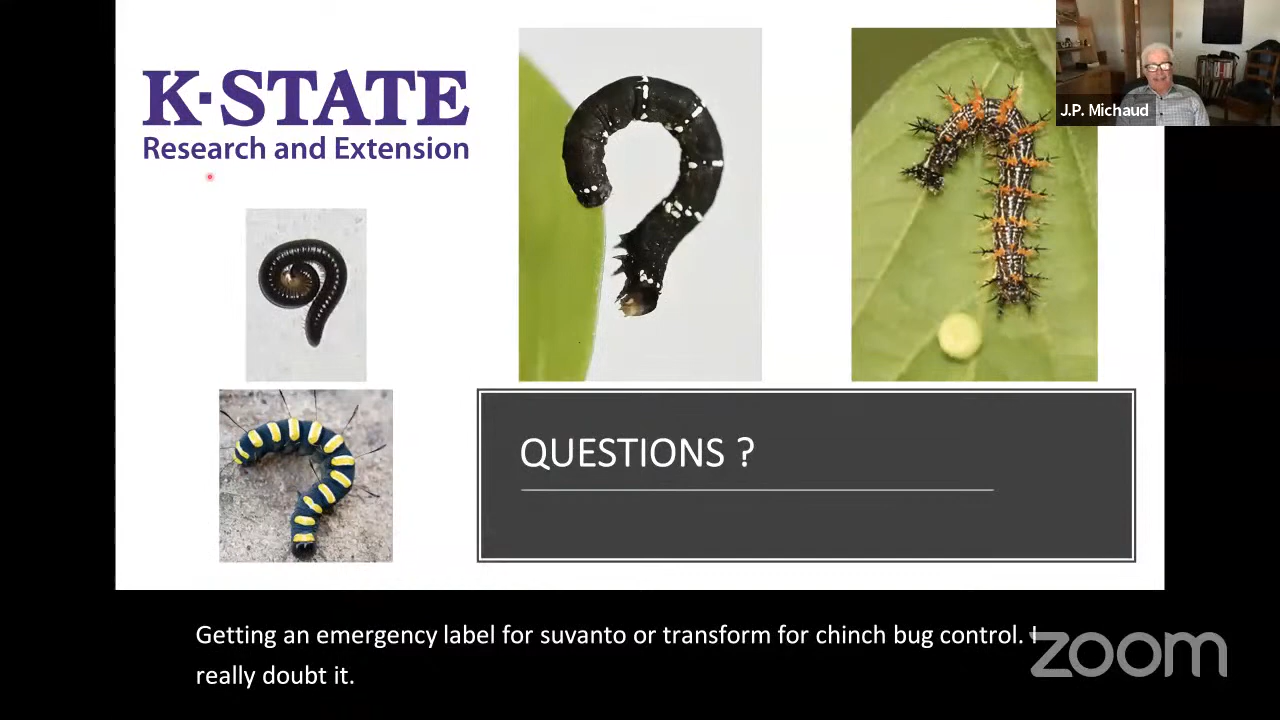 K·STATE
Research and Extension
J.P. Michaud
QUESTIONS ?
Getting an emergency label for suvanto or transform for chinch bug control. I
really doubt it.
zoom